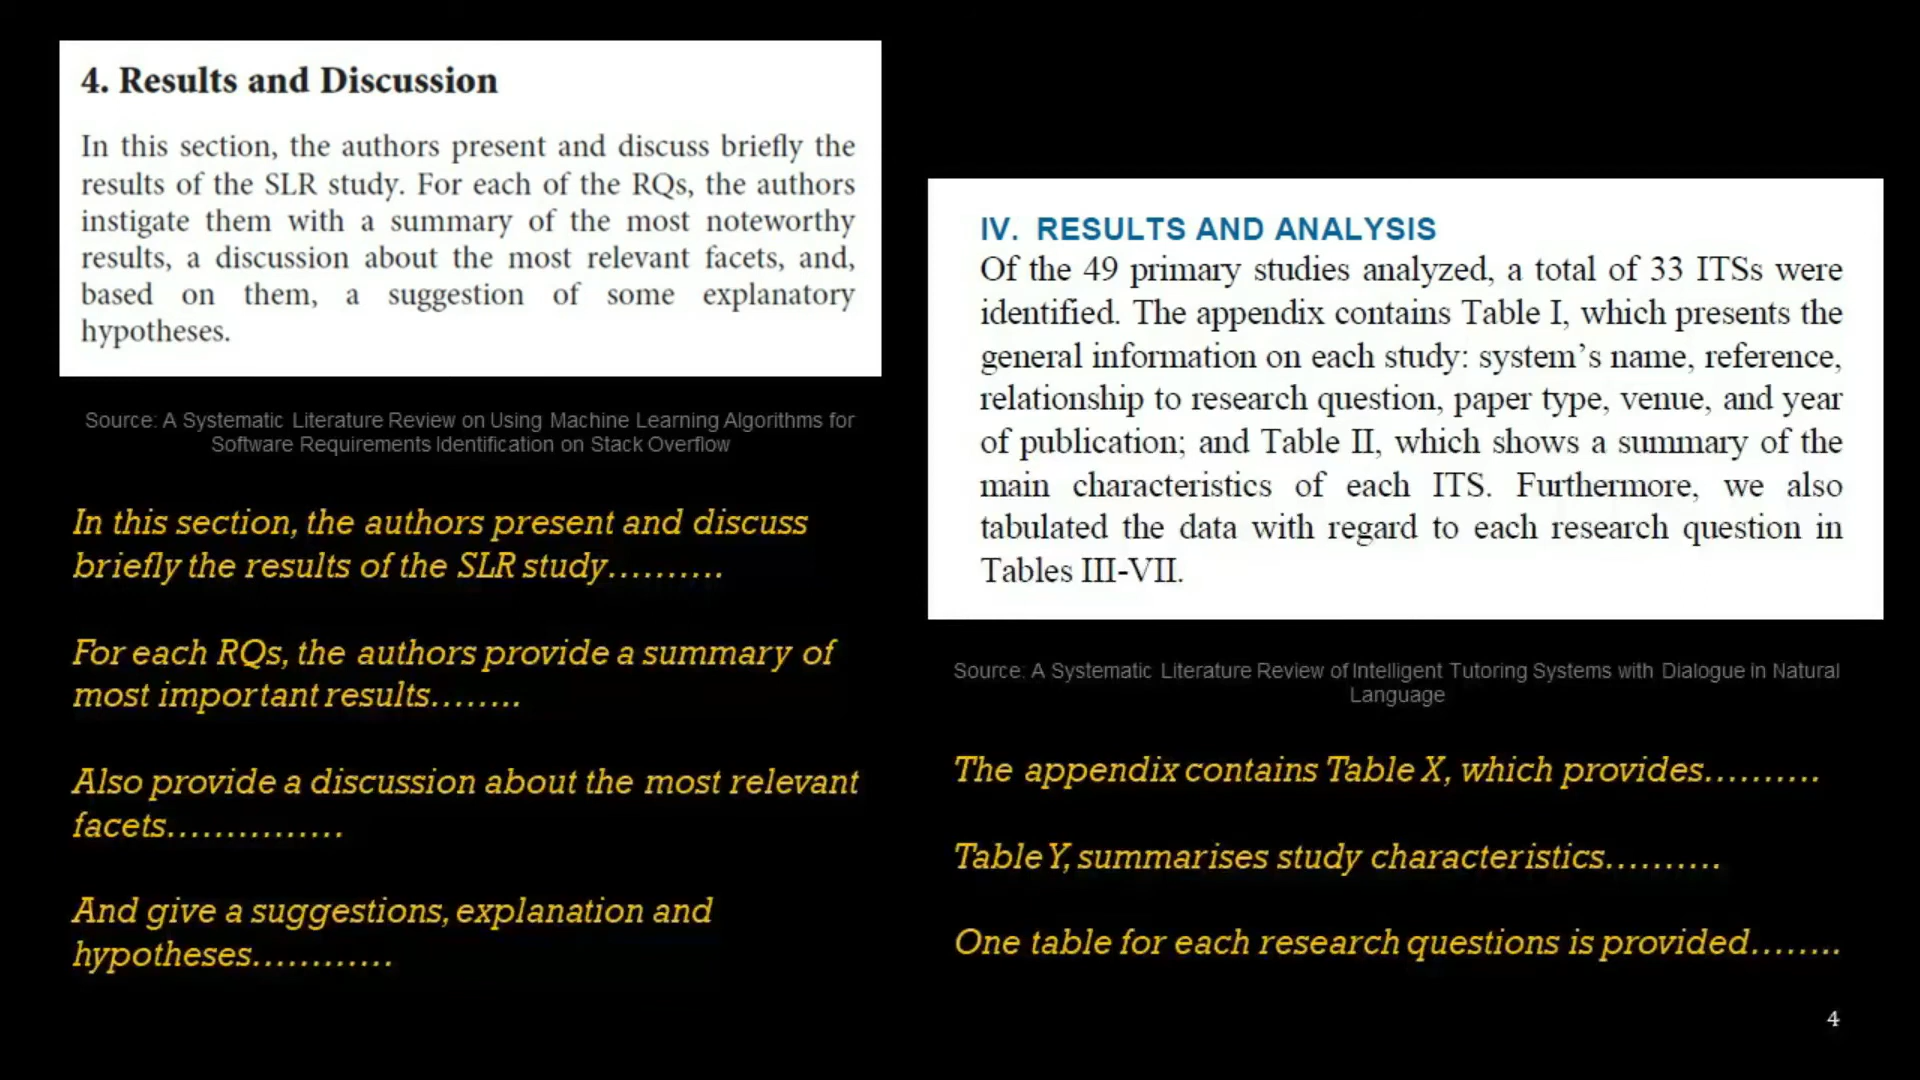 4. Results and Discussion
In this section, the authors present and discuss briefly the
results of the SLR study. For each of the RQs, the authors
instigate them with a summary of the most noteworthy
results, a discussion about the most relevant facets, and,
based on them, a suggestion of some explanatory
hypotheses.
Source: A Systematic Literature Review on Using Machine Learning Algorithms for
Software Requirements Identification on Stack Overflow
In this section, the authors present and discuss
briefly the results of the SLR study..........
For each RQs, the authors provide a summary of
most important results........
Also provide a discussion about the most relevant
facets...............
And give a suggestions, explanation and
hypotheses............
IV. RESULTS AND ANALYSIS
Of the 49 primary studies analyzed, a total of 33 ITSs were
identified. The appendix contains Table I, which presents the
general information on each study: system’s name, reference,
relationship to research question, paper type, venue, and year
of publication; and Table II, which shows a summary of the
main characteristics of each ITS. Furthermore, we also
tabulated the data with regard to each research question in
Tables III-VII.
Source: A Systematic Literature Review of Intelligent Tutoring Systems with Dialogue in Natural
Language
The appendix contains Table X, which provides..........
Table Y, summarises study characteristics..........
One table for each research questions is provided........
4